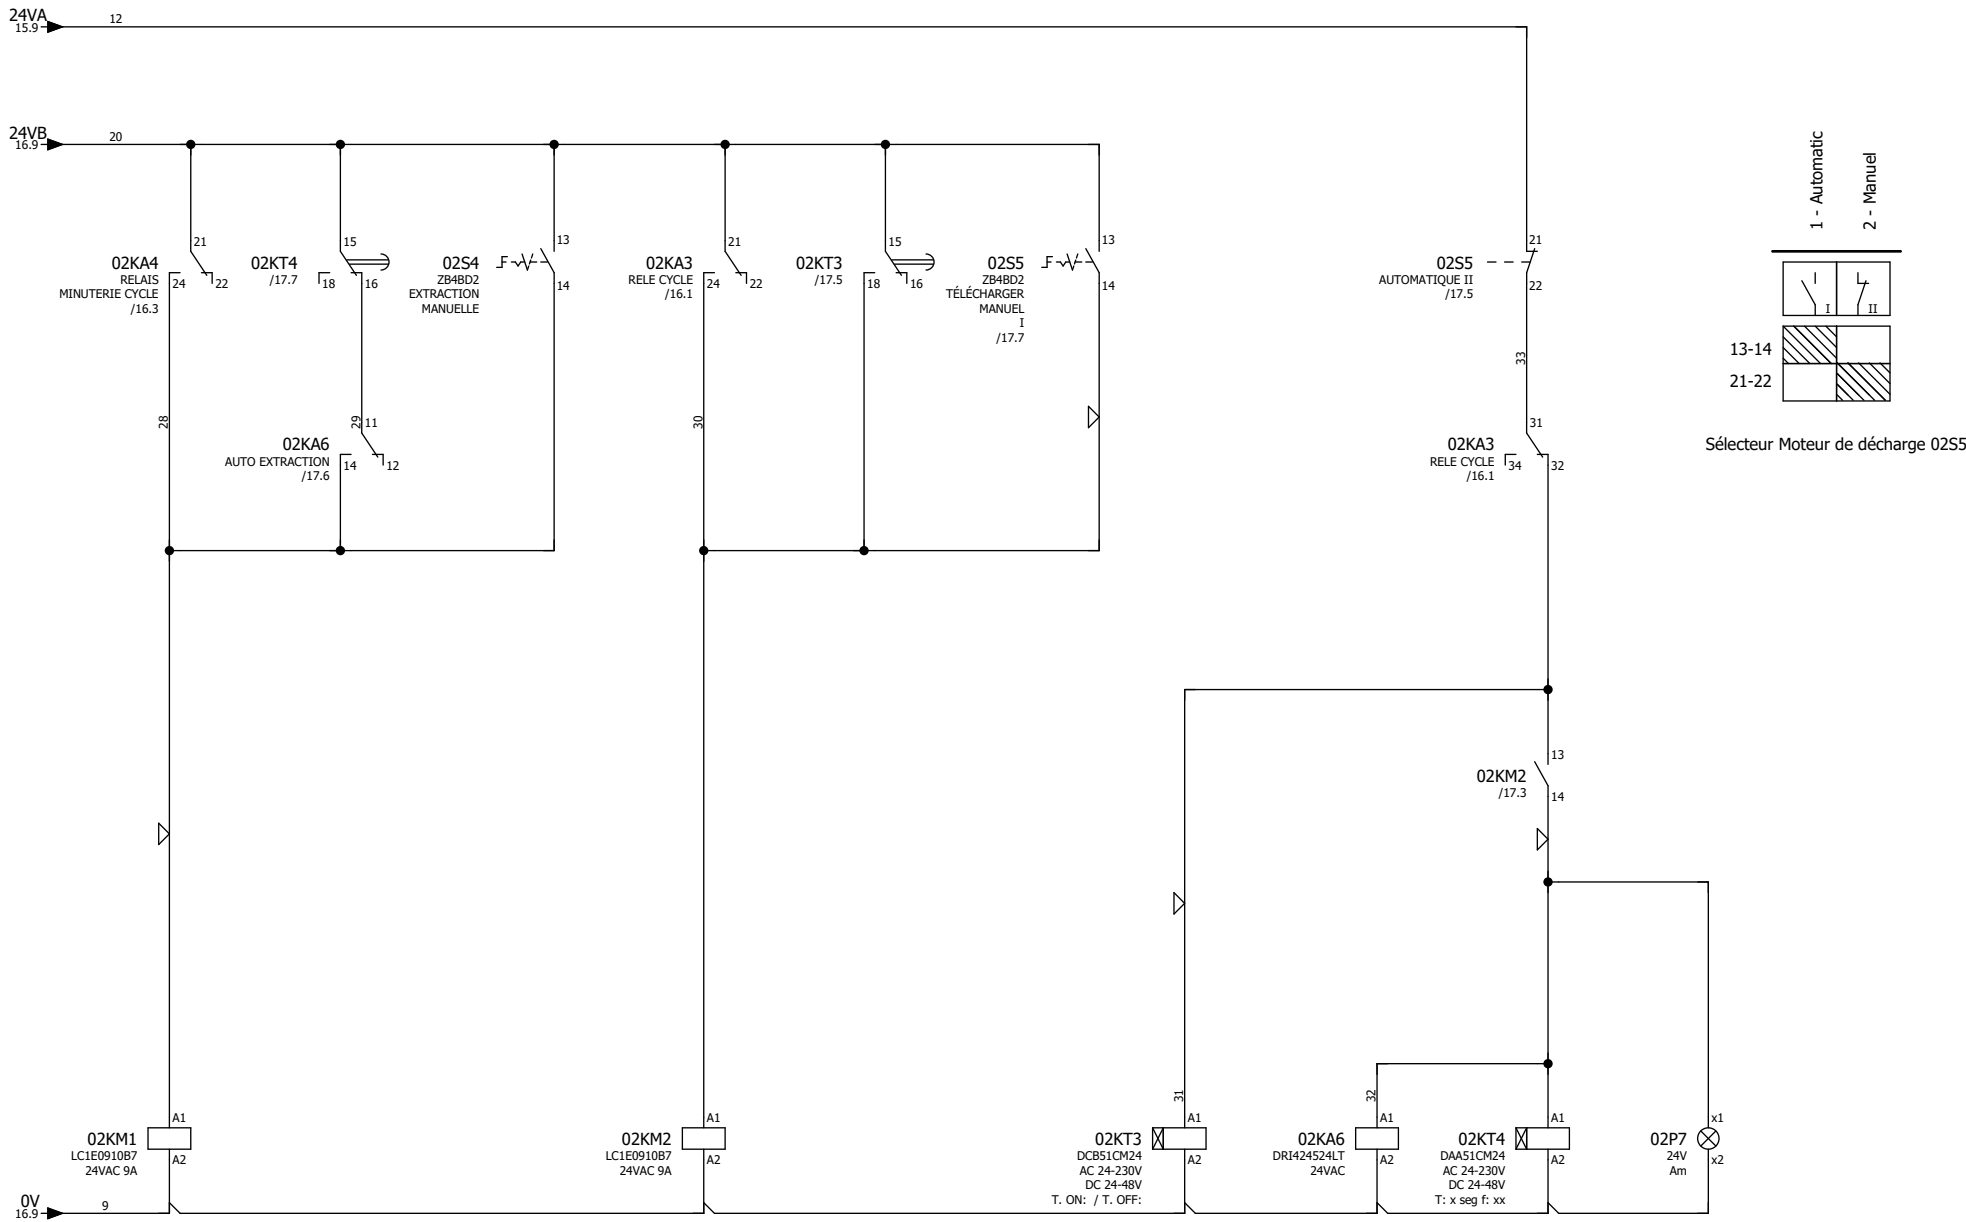 24VA
15.9
12
24VB
16.9
20
1 - Automatic
2 - Manuel
21
02KA4
RELAIS
MINUTERIE CYCLE
/16.3
24
22
15
02KT4
/17.7
18
16
13
02S4
ZB4BD2
EXTRACTION
MANUELLE
14
21
02KA3
RELE CYCLE
/16.1
24
22
15
02KT3
/17.5
18
16
13
02S5
ZB4BD2
TÉLÉCHARGER
MANUEL
I
/17.7
14
21
02S5
AUTOMATIQUE II
/17.5
22
I
II
13-14
21-22
Sélecteur Moteur de décharge 02S5
28
29
11
02KA6
AUTO EXTRACTION
/17.6
14
12
30
33
31
02KA3
RELE CYCLE
/16.1
34
32
13
02KM2
/17.3
14
31
32
A1
02KM1
LC1E0910B7
24VAC 9A
A2
A1
02KM2
LC1E0910B7
24VAC 9A
A2
A1
02KT3
DCB51CM24
AC 24-230V
DC 24-48V
T. ON: / T. OFF:
A2
A1
02KA6
DRI424524LT
24VAC
A2
A1
02KT4
DAA51CM24
AC 24-230V
DC 24-48V
T: x seg f: xx
A2
x1
02P7
24V
Am
x2
0V
16.9
9